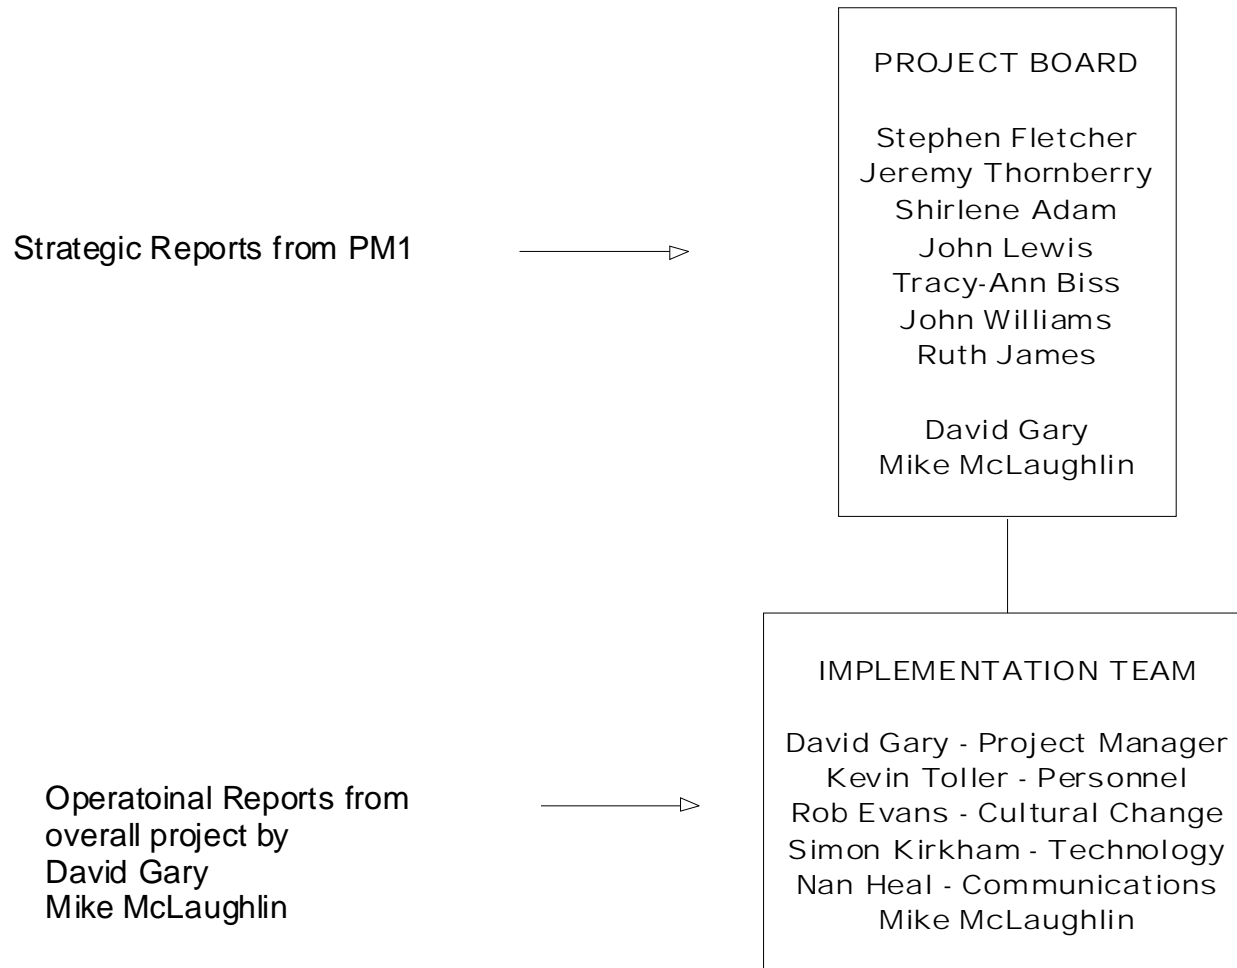 PROJECT BOARD
Stephen Fletcher
Jeremy Thornberry
Shirlene Adam
John Lewis
Tracy-Ann Biss
John Williams
Ruth James
David Gary
Mike McLaughlin
Strategic Reports from PM1
IMPLEMENTATION TEAM
David Gary - Project Manager
Kevin Toller - Personnel
Rob Evans - Cultural Change
Simon Kirkham - Technology
Nan Heal - Communications
Mike McLaughlin
Operatoinal Reports from
overall project by
David Gary
Mike McLaughlin